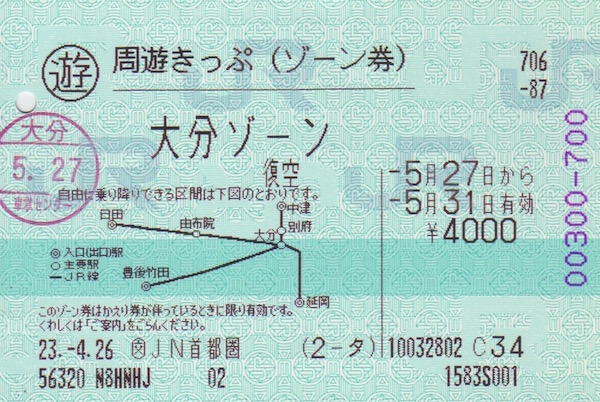 遊 周遊きっぷ(ゾーン券) 706
-87
大分ゾーン
復空
大分
5.27
-5月27日から
-5月31日有効
¥4000
00300-700
自由に乗り降りできる区間は下図のとおりです。
日田
由布院
大分
中津
別府
豊後竹田
延岡
◎入口(出口)駅
○主要駅
━JR線
このゾーン券はかえり券が伴っているときに限り有効です。
くわしくは「ご案内」をごらんください。
23.-4.26 JN首都圏 (2-タ) 10032802 C34
56320 N8HNHJ 02 1583S001